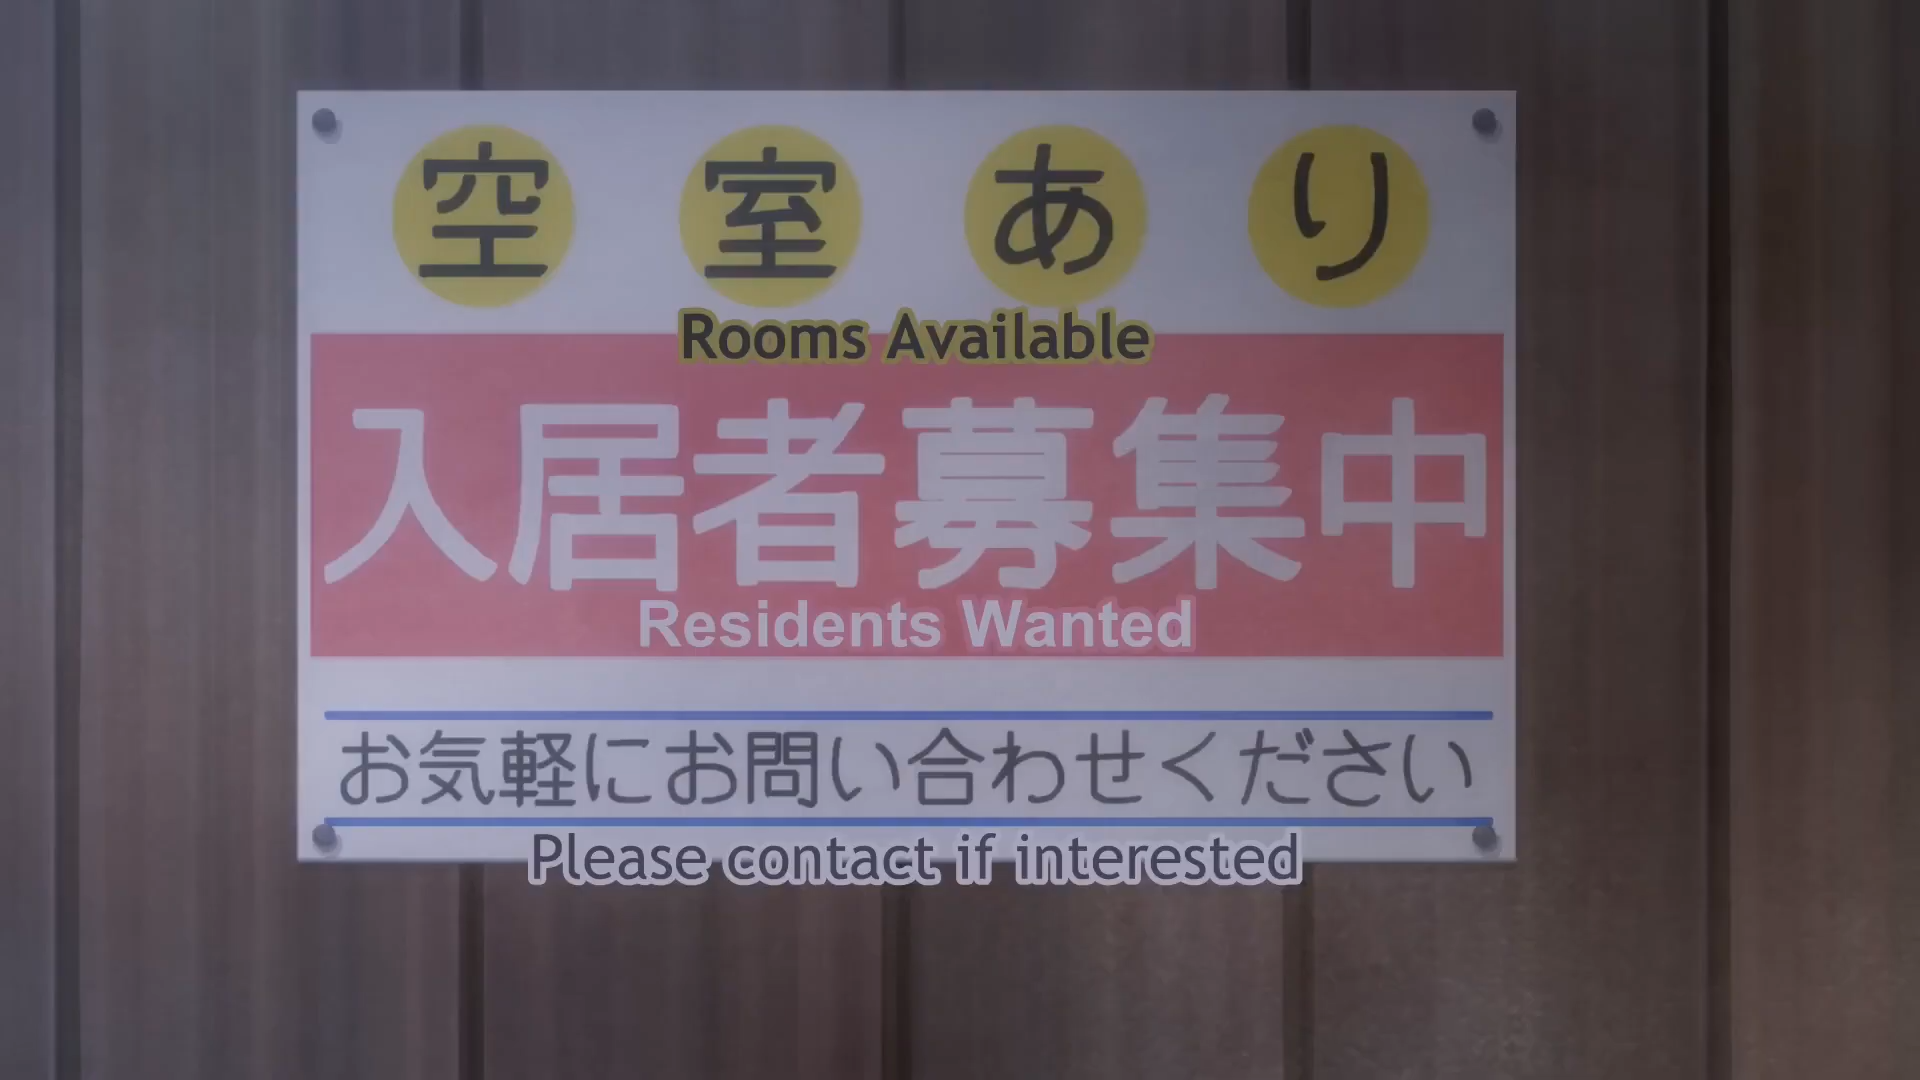 空室あり
Rooms Available
入居者募集中
Residents Wanted
お気軽にお問い合わせください
Please contact if interested